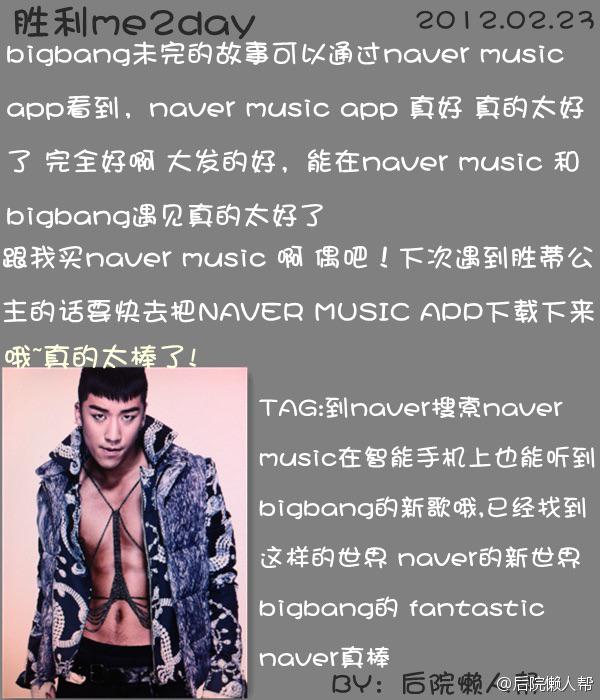 胜利me2day 2012.02.23
bigbang未完的故事可以通过naver music
app看到，naver music app 真好 真的太好
了 完全好啊 大发的好，能在naver music 和
bigbang遇见真的太好了
跟我买naver music 啊 偶吧！下次遇到胜蒂公
主的话要快去把NAVER MUSIC APP下载下来
哦~真的太棒了!
TAG:到naver搜索naver
music在智能手机上也能听到
bigbang的新歌哦,已经找到
这样的世界 naver的新世界
bigbang的 fantastic
naver真棒
BY：后院懒人帮
@后院懒人帮